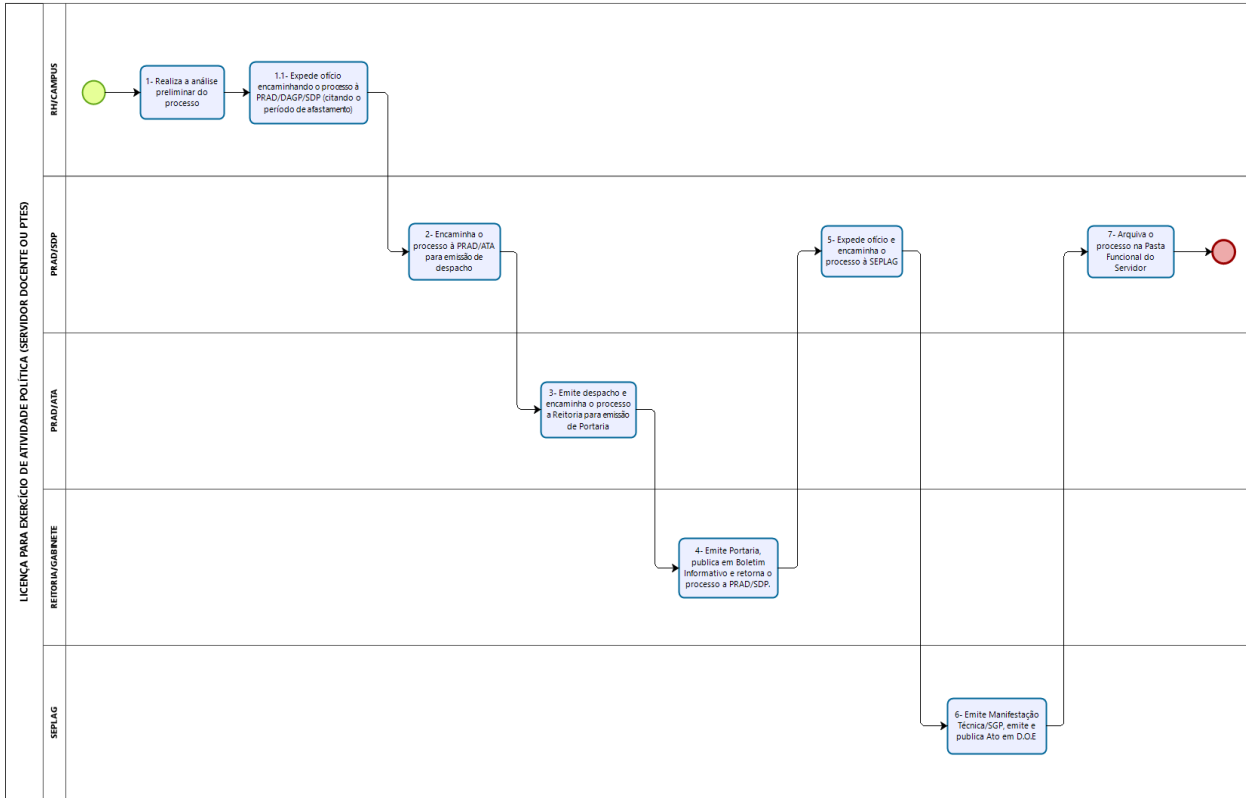 LICENÇA PARA EXERCÍCIO DE ATIVIDADE POLÍTICA (SERVIDOR DOCENTE OU PTES)
RH/CAMPUS
1- Realiza a análise
preliminar do
processo
1.1- Expede ofício
encaminhando o processo à
PRAD/DAGP/SDP (citando o
período de afastamento)
PRAD/SDP
2- Encaminha o
processo à PRAD/ATA
para emissão de
despacho
5- Expede ofício e
encaminha o
processo à SEPLAG
7- Arquiva o
processo na Pasta
Funcional do
Servidor
PRAD/ATA
3- Emite despacho e
encaminha o processo
a Reitoria para emissão
de Portaria
REITORIA/GABINETE
4- Emite Portaria,
publica em Boletim
Informativo e retorna o
processo a PRAD/SDP.
SEPLAG
6- Emite Manifestação
Técnica/SGP, emite e
publica Ato em D.O.E